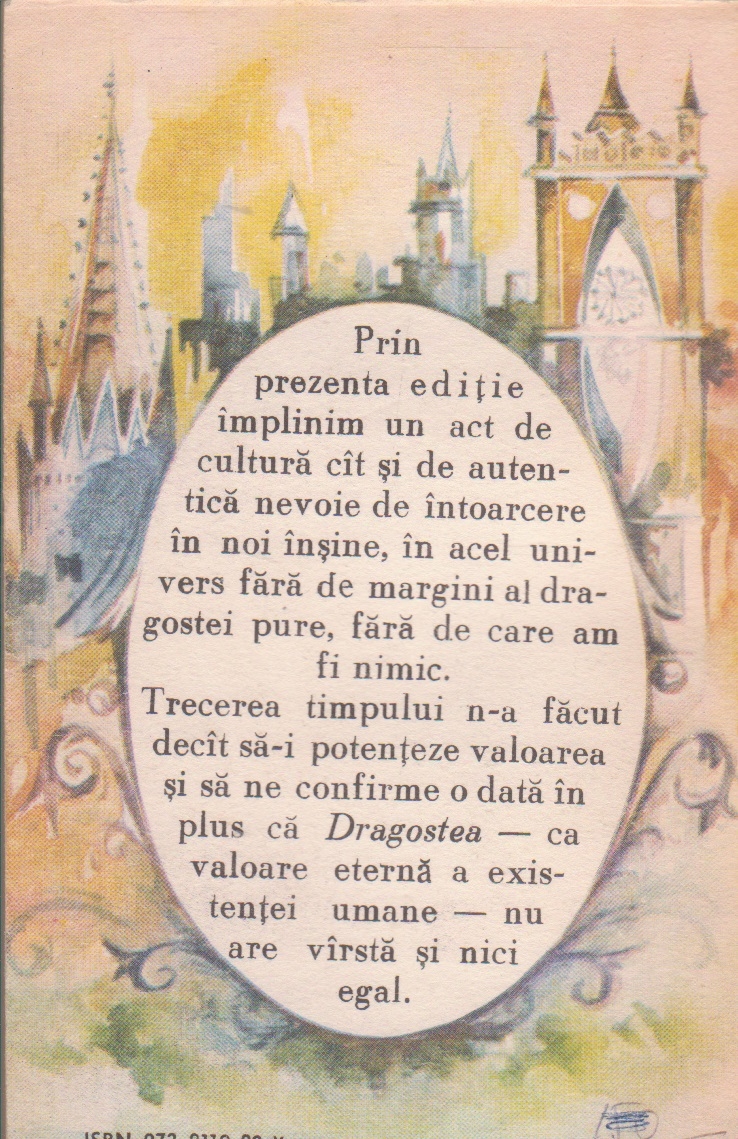 Prin
prezenta ediţie
împlinim un act de
cultură cît şi de auten-
tică nevoie de întoarcere
în noi înşine, în acel uni-
vers fără de margini al dra-
gostei pure, fără de care am
fi nimic.
Trecerea timpului n-a făcut
decît să-i potenţeze valoarea
şi să ne confirme o dată în
plus că Dragostea — ca
valoare eternă a exis-
tenţei umane — nu
are vîrstă şi nici
egal.
ISBN